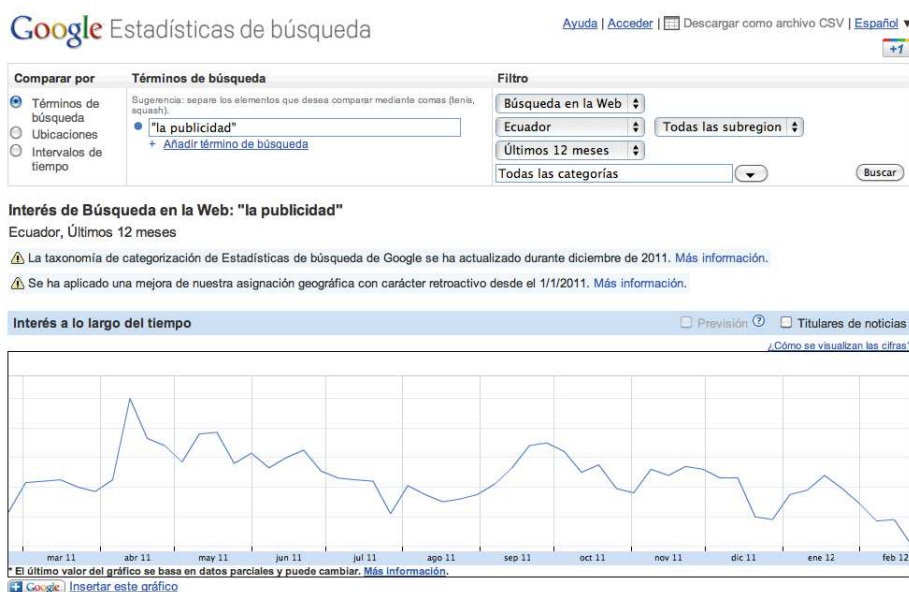 Google Estadísticas de búsqueda
Ayuda | Acceder | Descargar como archivo CSV | Español ▼
+1
Comparar por
Términos de búsqueda
Ubicaciones
Intervalos de tiempo
Términos de búsqueda
Sugerencia: separe los elementos que desea comparar mediante comas (tenis,
squash).
"la publicidad"
+ Añadir término de búsqueda
Filtro
Búsqueda en la Web
Ecuador
Todas las subregion
Últimos 12 meses
Todas las categorías
Buscar
Interés de Búsqueda en la Web: "la publicidad"
Ecuador, Últimos 12 meses
La taxonomía de categorización de Estadísticas de búsqueda de Google se ha actualizado durante diciembre de 2011. Más información.
Se ha aplicado una mejora de nuestra asignación geográfica con carácter retroactivo desde el 1/1/2011. Más información.
Interés a lo largo del tiempo
Previsión ?
Titulares de noticias
¿Cómo se visualizan las cifras?
mar 11 abr 11 may 11 jun 11 jul 11 ago 11 sep 11 oct 11 nov 11 dic 11 ene 12 feb 12
* El último valor del gráfico se basa en datos parciales y puede cambiar. Más información.
+ Google Insertar este gráfico